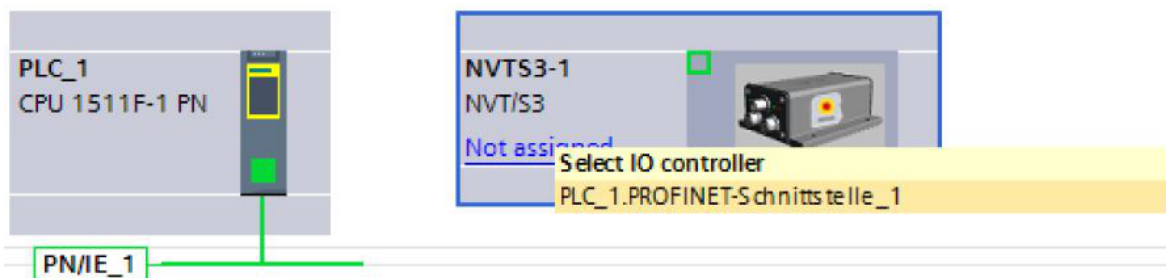 PLC_1
CPU 1511F-1 PN
NVTS3-1
NVT/S3
Not assigned
Select IO controller
PLC_1.PROFINET-Schnittstelle_1
PN/IE_1